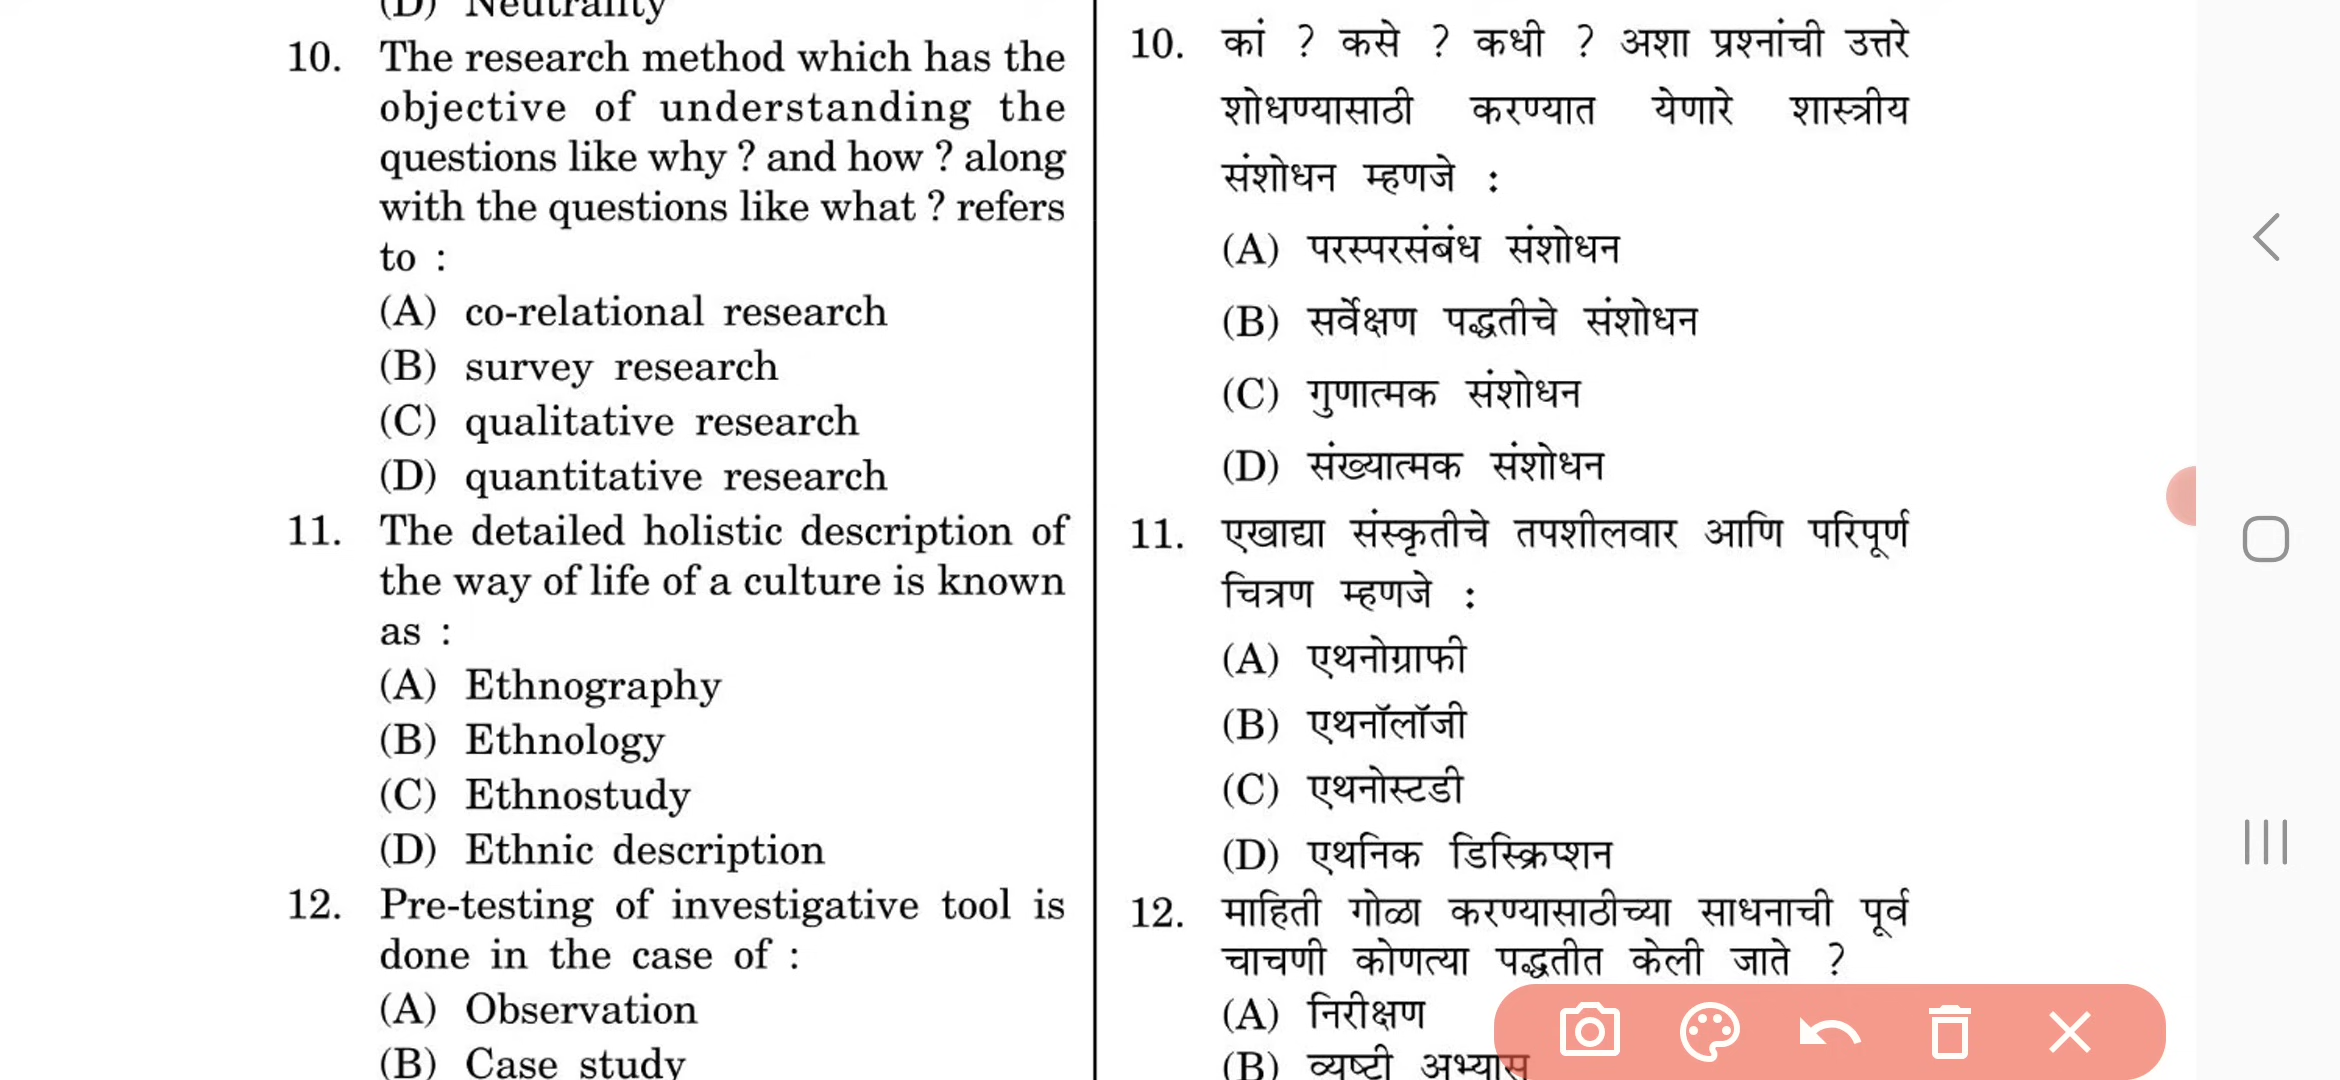 (D) Neutrality
10. The research method which has the
objective of understanding the
questions like why ? and how ? along
with the questions like what ? refers
to :
(A) co-relational research
(B) survey research
(C) qualitative research
(D) quantitative research
11. The detailed holistic description of
the way of life of a culture is known
as :
(A) Ethnography
(B) Ethnology
(C) Ethnostudy
(D) Ethnic description
12. Pre-testing of investigative tool is
done in the case of :
(A) Observation
(B) Case study
10. कां ? कसे ? कधी ? अशा प्रश्नांची उत्तरे
शोधण्यासाठी करण्यात येणारे शास्त्रीय
संशोधन म्हणजे :
(A) परस्परसंबंध संशोधन
(B) सर्वेक्षण पद्धतीचे संशोधन
(C) गुणात्मक संशोधन
(D) संख्यात्मक संशोधन
11. एखाद्या संस्कृतीचे तपशीलवार आणि परिपूर्ण
चित्रण म्हणजे :
(A) एथनोग्राफी
(B) एथनॉलॉजी
(C) एथनोस्टडी
(D) एथनिक डिस्क्रिप्शन
12. माहिती गोळा करण्यासाठीच्या साधनाची पूर्व
चाचणी कोणत्या पद्धतीत केली जाते ?
(A) निरीक्षण
(B) व्यष्टी अभ्यास